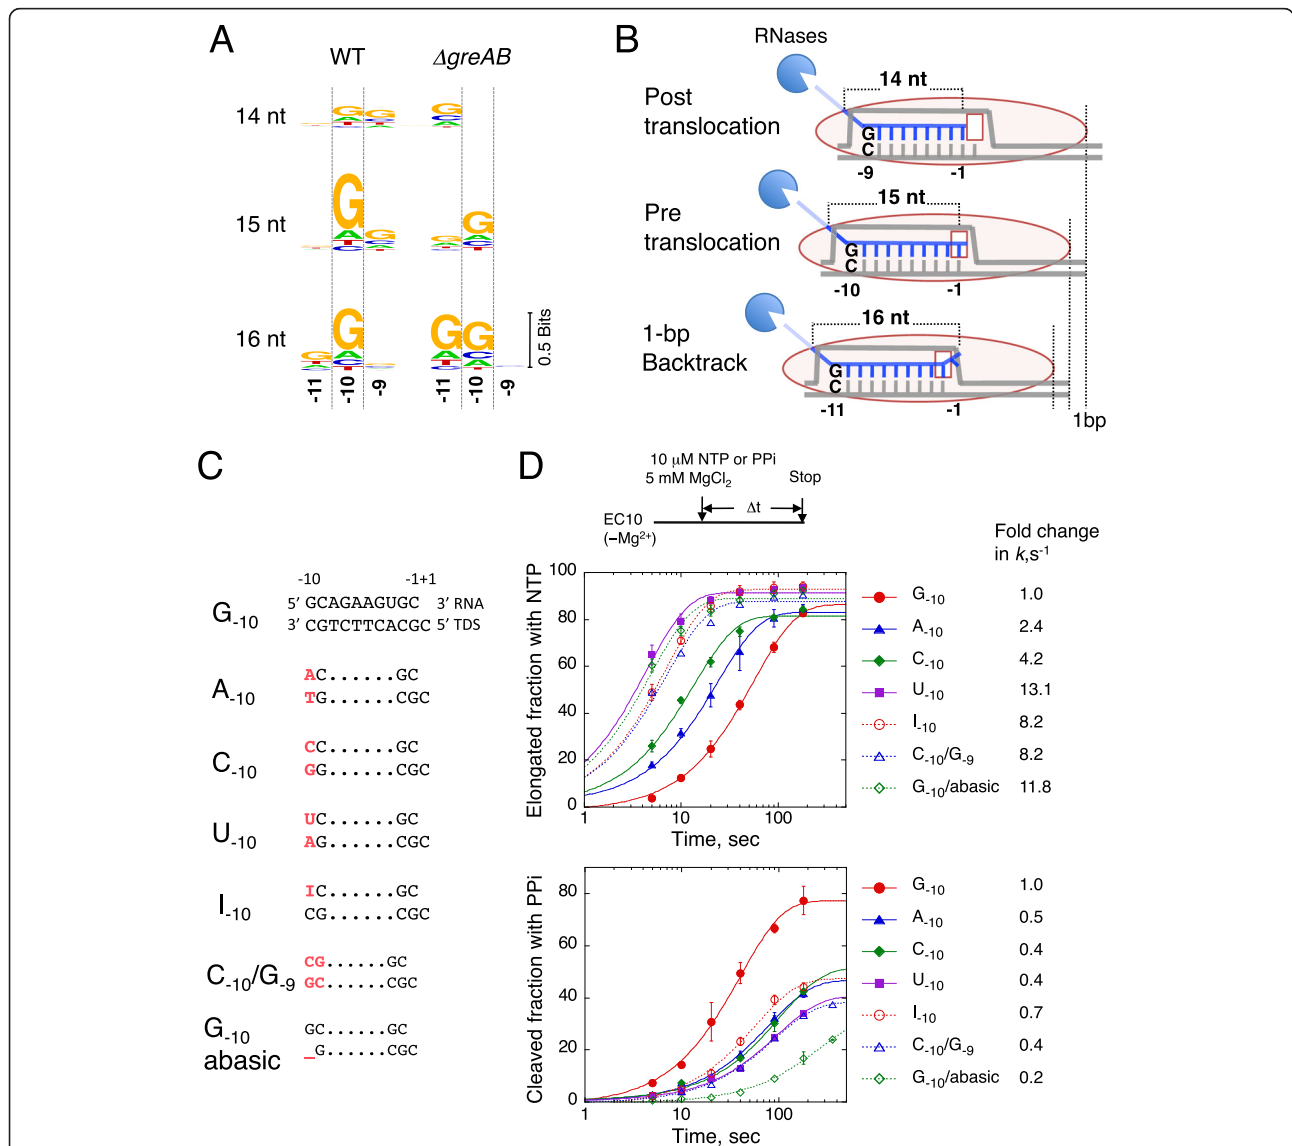 A
WT
ΔgreAB
14 nt
15 nt
16 nt
G
A
T
C
0.5 Bits
-11
-10
-9
-11
-10
-9
B
RNases
Post
translocation
14 nt
G
C
-9
-1
Pre
translocation
15 nt
G
C
-10
-1
1-bp
Backtrack
16 nt
G
C
-11
-1
1bp
C
-10 -1+1
G-10
5′ GCAGAAGUGC 3′ RNA
3′ CGTCTTCACGC 5′ TDS
A-10
AC......GC
TG......CGC
C-10
CC......GC
GG......CGC
U-10
UC......GC
AG......CGC
I-10
IC......GC
CG......CGC
C-10/G-9
CG......GC
GC......CGC
G-10
abasic
GC......GC
_G......CGC
D
10 μM NTP or PPi
5 mM MgCl2
Stop
Δt
EC10
(−Mg2+)
Fold change
in k,s-1
Elongated fraction with NTP
100
80
60
40
20
0
1 10 100
Time, sec
G-10 1.0
A-10 2.4
C-10 4.2
U-10 13.1
I-10 8.2
C-10/G-9 8.2
G-10/abasic 11.8
Cleaved fraction with PPi
80
60
40
20
0
1 10 100
Time, sec
G-10 1.0
A-10 0.5
C-10 0.4
U-10 0.4
I-10 0.7
C-10/G-9 0.4
G-10/abasic 0.2